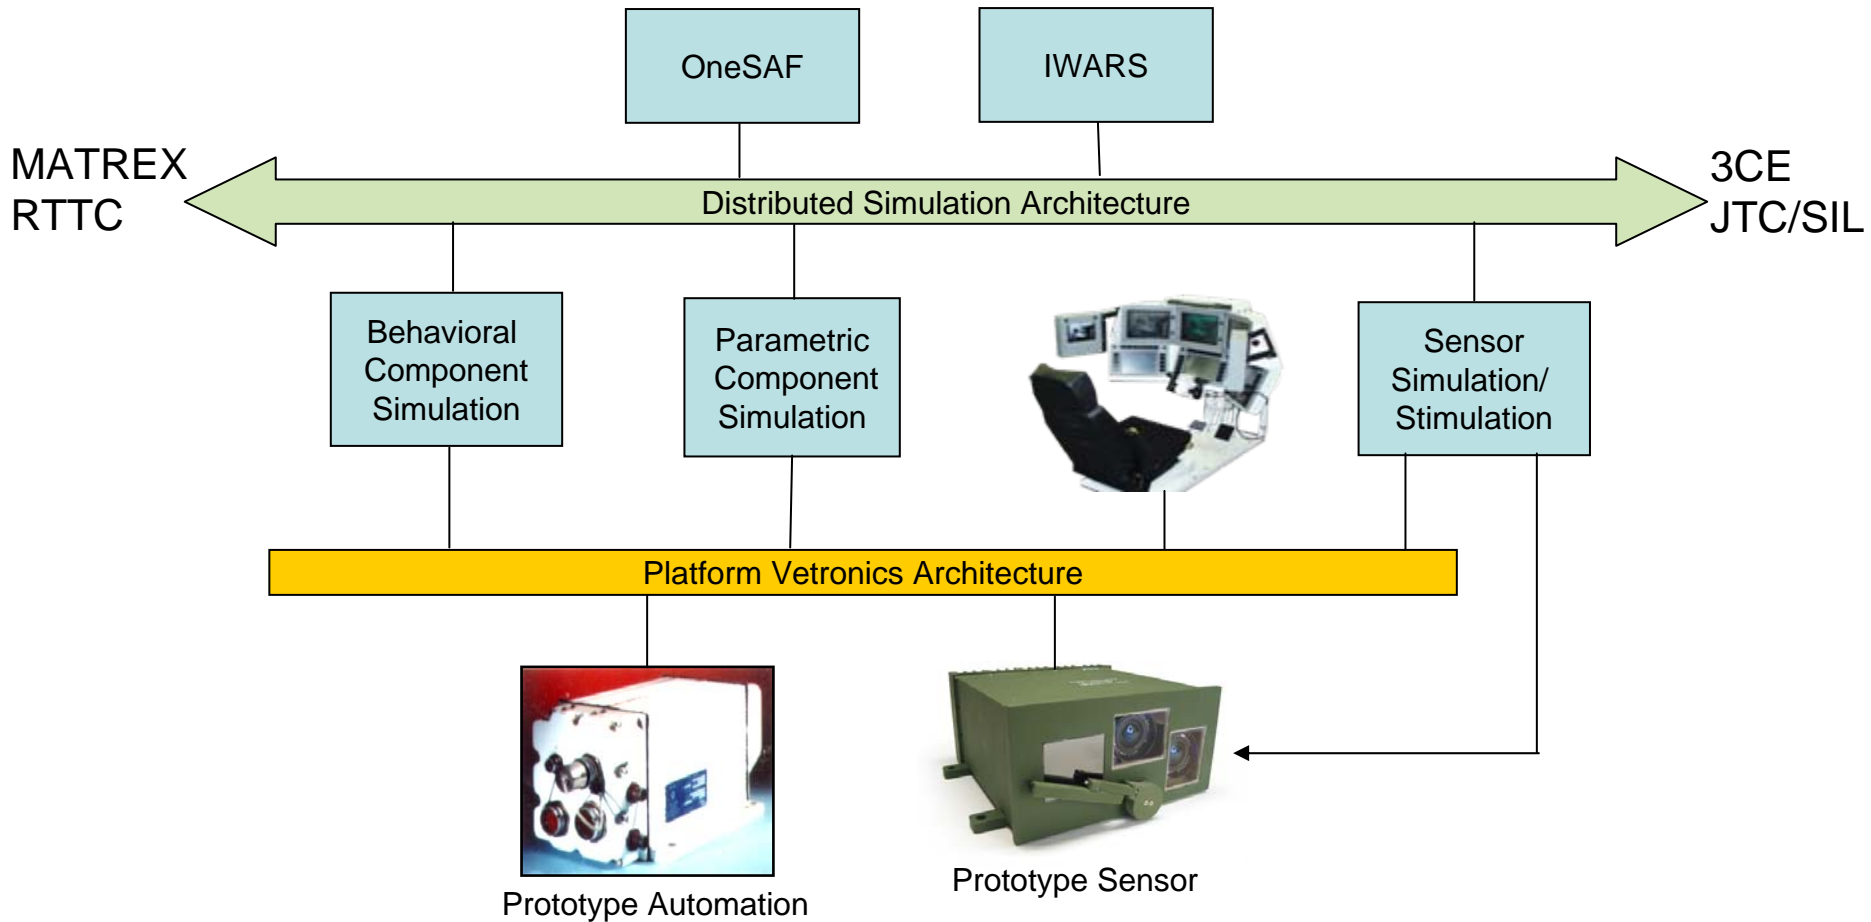 OneSAF
IWARS
MATREX
RTTC
3CE
JTC/SIL
Distributed Simulation Architecture
Behavioral
Component
Simulation
Parametric
Component
Simulation
Sensor
Simulation/
Stimulation
Platform Vetronics Architecture
Prototype Automation
Prototype Sensor